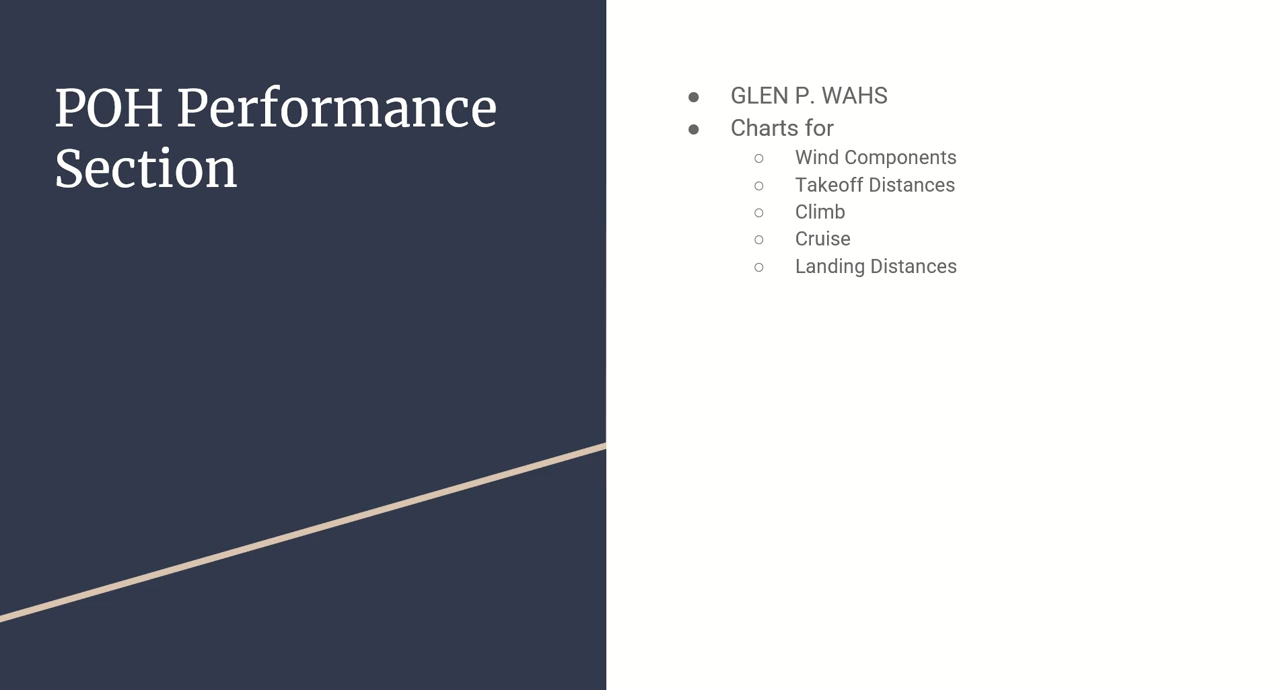 POH Performance
Section
● GLEN P. WAHS
● Charts for
○ Wind Components
○ Takeoff Distances
○ Climb
○ Cruise
○ Landing Distances